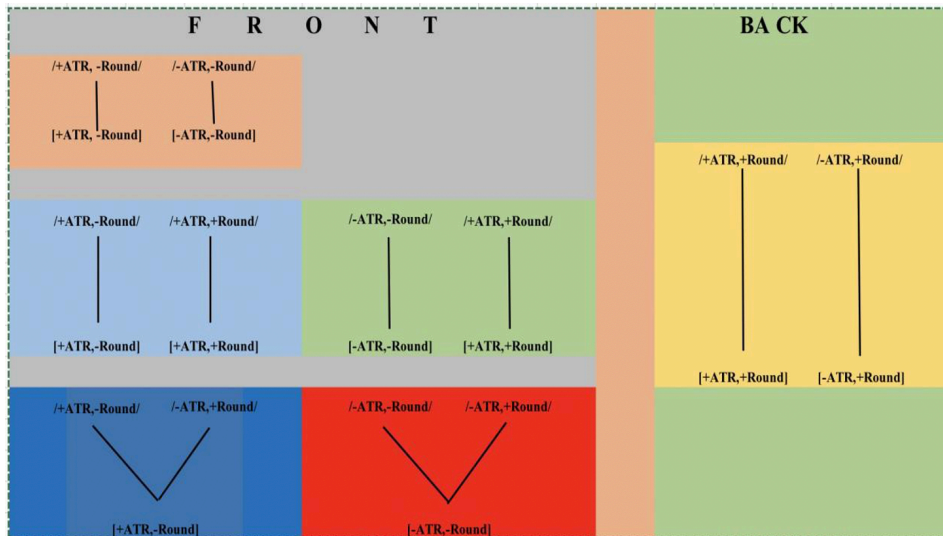 F R O N T
BA CK
/+ATR, -Round/ /-ATR,-Round/
[+ATR, -Round] [-ATR,-Round]
/+ATR,+Round/ /-ATR,+Round/
/+ATR,-Round/ /+ATR,+Round/ /-ATR,-Round/ /+ATR,+Round/
[+ATR,-Round] [+ATR,+Round] [-ATR,-Round] [+ATR,+Round]
[+ATR,+Round] [-ATR,+Round]
/+ATR,-Round/ /-ATR,+Round/ /-ATR,-Round/ /-ATR,+Round/
[+ATR,-Round] [-ATR,-Round]